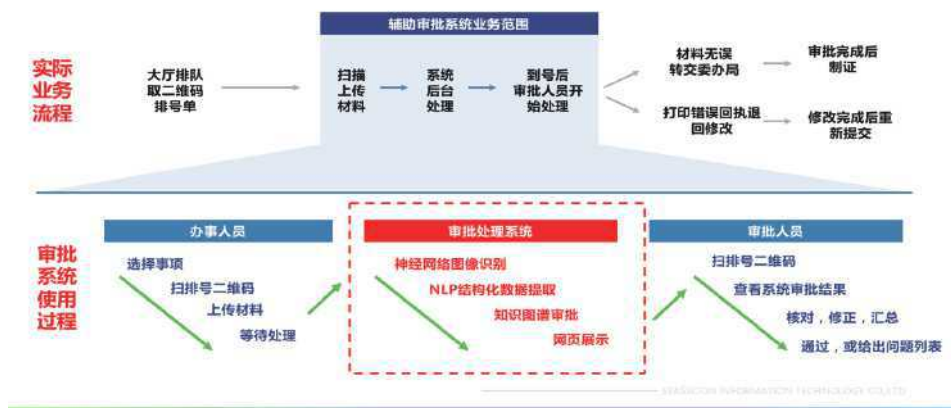 辅助审批系统业务范围
实际
业务
流程
大厅排队
取二维码
排号单
扫描
上传
材料
系统
后台
处理
到号后
审批人员开
始处理
材料无误
转交委办局
审批完成后
制证
打印错误回执退
回修改
修改完成后重
新提交
审批
系统
使用
过程
办事人员
选择事项
扫排号二维码
上传材料
等待处理
审批处理系统
神经网络图像识别
NLP结构化数据提取
知识图谱审批
网页展示
审批人员
扫排号二维码
查看系统审批结果
核对，修正，汇总
通过，或给出问题列表
INFORMATION TECHNOLOGY CO.,LTD